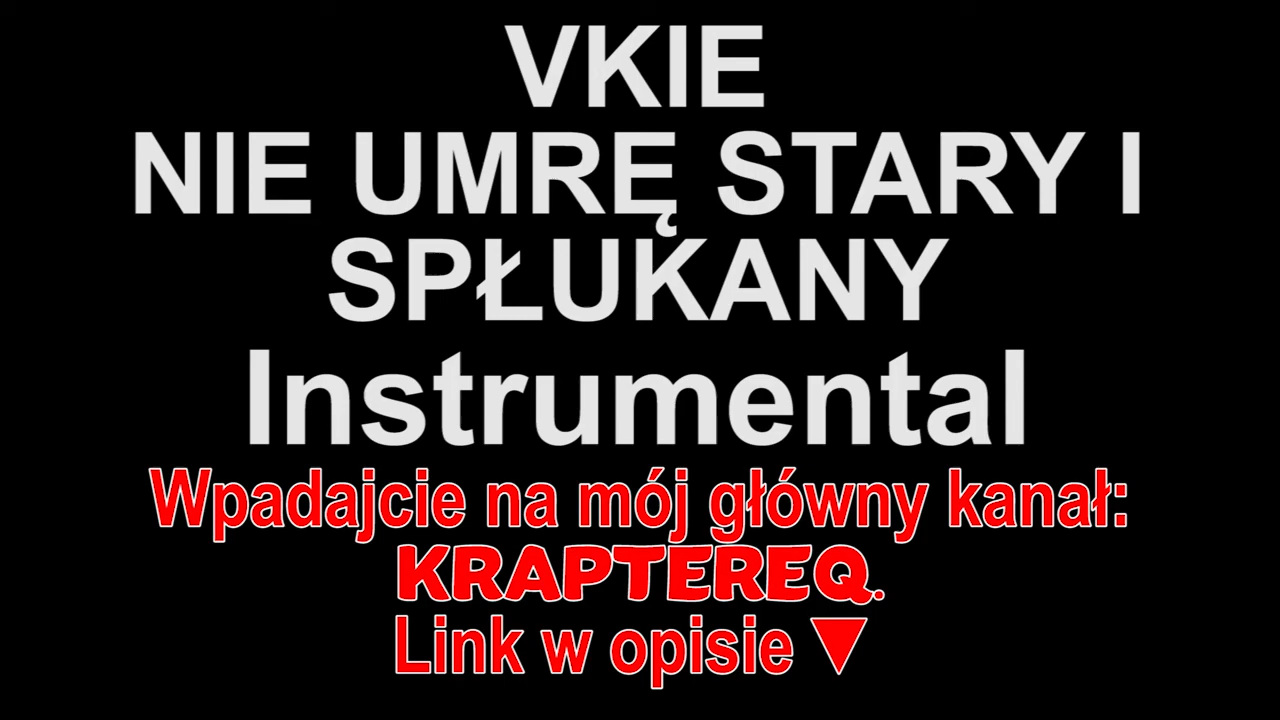 VKIE
NIE UMRĘ STARY I
SPŁUKANY
Instrumental
Wpadajcie na mój główny kanał:
KRAPTEREQ.
Link w opisie ▼